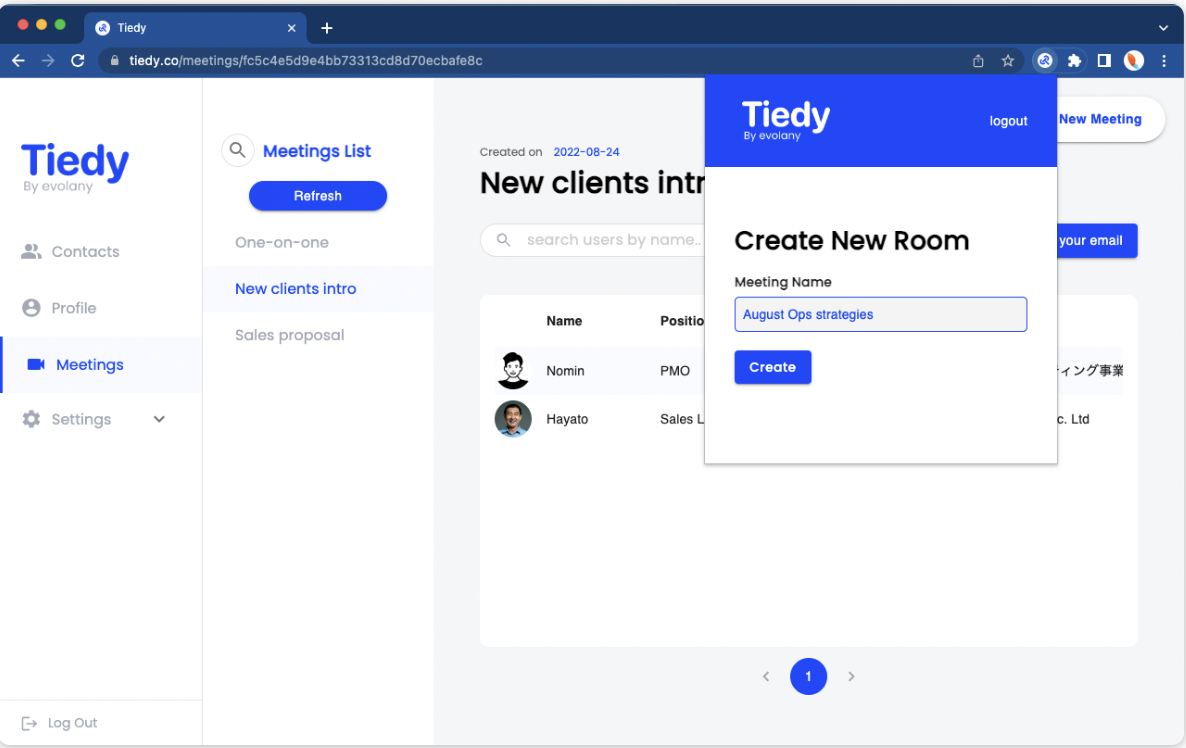 Tiedy
tiedy.co/meetings/fc5c4e5d9e4bb73313cd8d70ecbafe8c
Tiedy
By evolany
Contacts
Profile
Meetings
Settings
Log Out
Meetings List
Refresh
One-on-one
New clients intro
Sales proposal
Created on 2022-08-24
New clients intr
search users by name..
your email
New Meeting
Name Positio
Nomin PMO ィング事業
Hayato Sales L c. Ltd
1
Tiedy
By evolany
logout
Create New Room
Meeting Name
August Ops strategies
Create